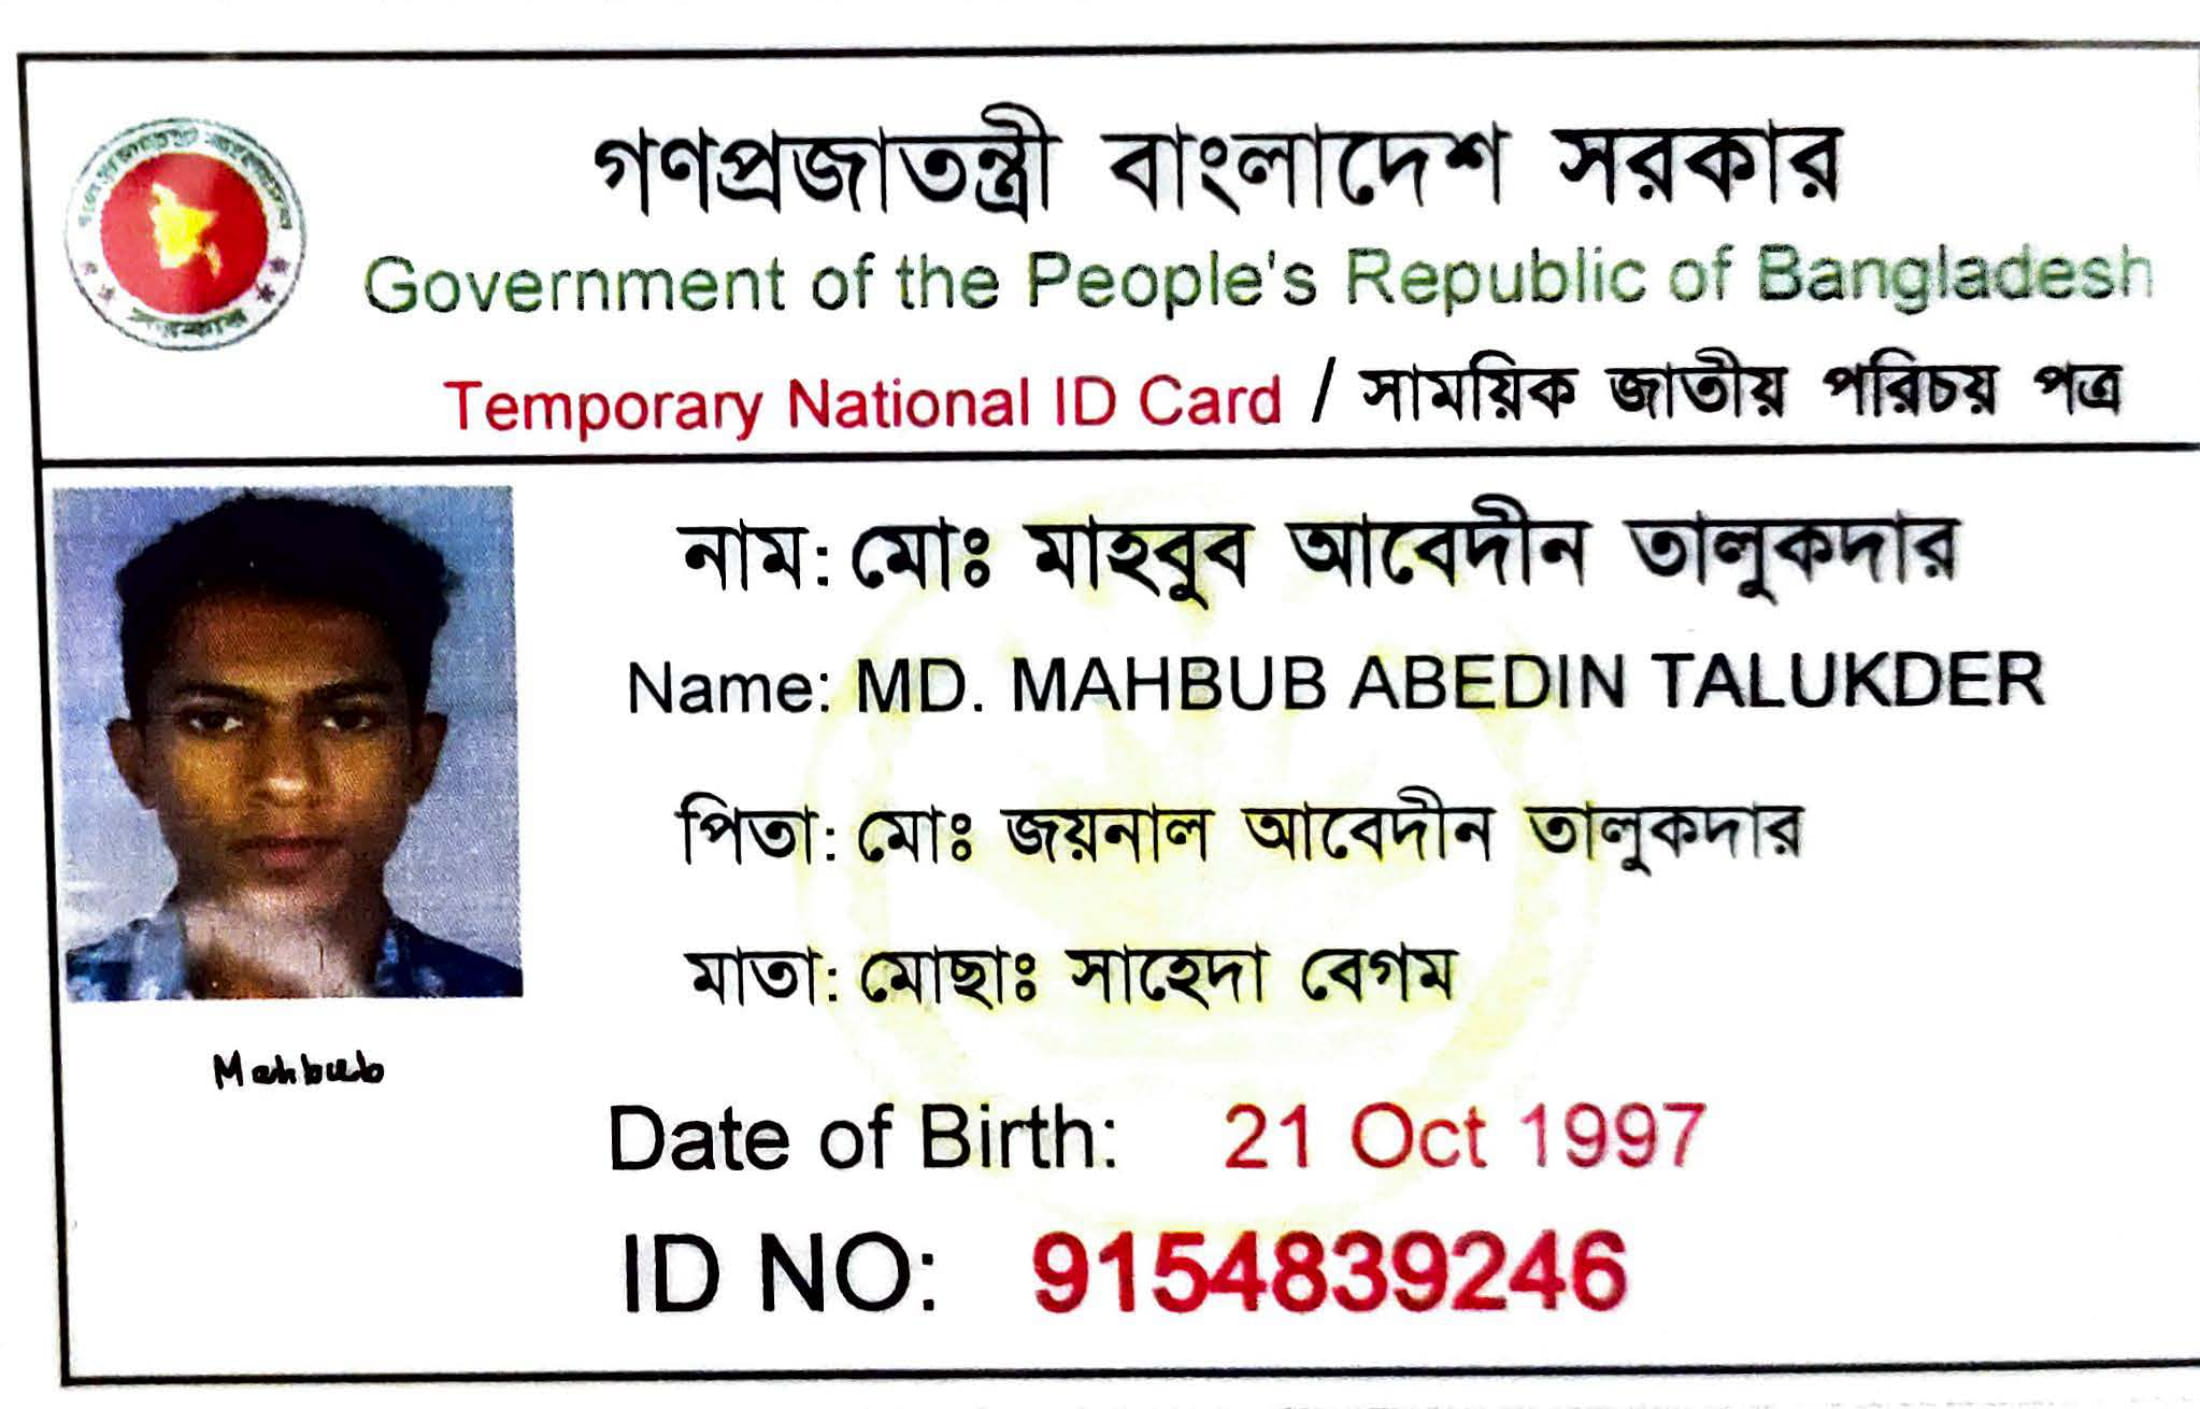 গণপ্রজাতন্ত্রী বাংলাদেশ সরকার
Government of the People's Republic of Bangladesh
Temporary National ID Card / সাময়িক জাতীয় পরিচয় পত্র
নাম: মোঃ মাহবুব আবেদীন তালুকদার
Name: MD. MAHBUB ABEDIN TALUKDER
পিতা: মোঃ জয়নাল আবেদীন তালুকদার
মাতা: মোছাঃ সাহেদা বেগম
Mahbub
Date of Birth: 21 Oct 1997
ID NO: 9154839246